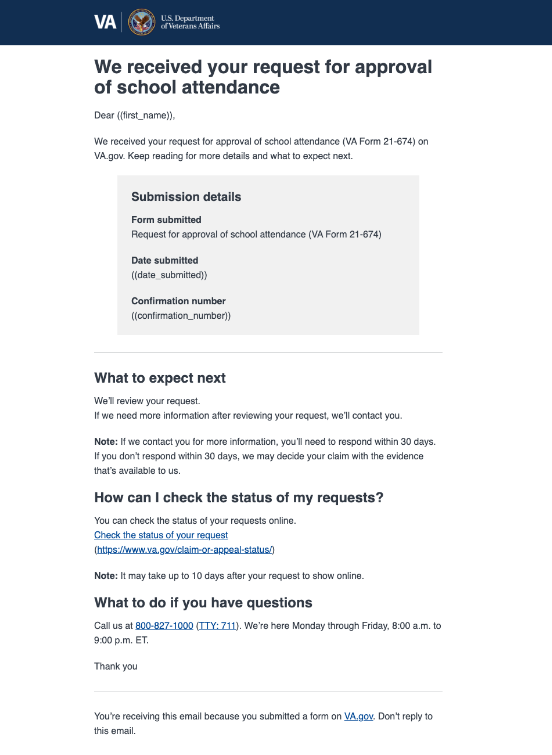 VA
U.S. Department
of Veterans Affairs
We received your request for approval
of school attendance
Dear ((first_name)),
We received your request for approval of school attendance (VA Form 21-674) on
VA.gov. Keep reading for more details and what to expect next.
Submission details
Form submitted
Request for approval of school attendance (VA Form 21-674)
Date submitted
((date_submitted))
Confirmation number
((confirmation_number))
What to expect next
We'll review your request.
If we need more information after reviewing your request, we'll contact you.
Note: If we contact you for more information, you'll need to respond within 30 days.
If you don't respond within 30 days, we may decide your claim with the evidence
that's available to us.
How can I check the status of my requests?
You can check the status of your requests online.
Check the status of your request
(https://www.va.gov/claim-or-appeal-status/)
Note: It may take up to 10 days after your request to show online.
What to do if you have questions
Call us at 800-827-1000 (TTY: 711). We're here Monday through Friday, 8:00 a.m. to
9:00 p.m. ET.
Thank you
You're receiving this email because you submitted a form on VA.gov. Don't reply to
this email.